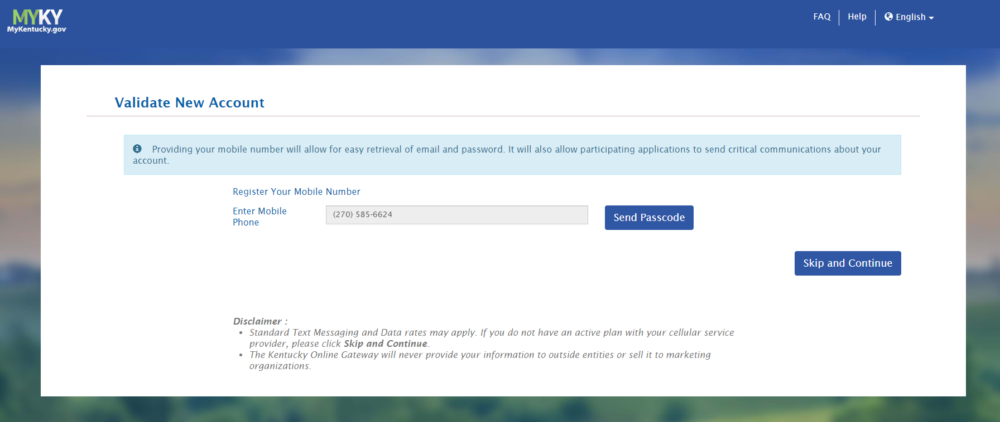 MYKY
MyKentucky.gov
FAQ
Help
English
Validate New Account
Providing your mobile number will allow for easy retrieval of email and password. It will also allow participating applications to send critical communications about your
account.
Register Your Mobile Number
Enter Mobile
Phone
(270) 585-6624
Send Passcode
Skip and Continue
Disclaimer :
• Standard Text Messaging and Data rates may apply. If you do not have an active plan with your cellular service
provider, please click Skip and Continue.
• The Kentucky Online Gateway will never provide your information to outside entities or sell it to marketing
organizations.